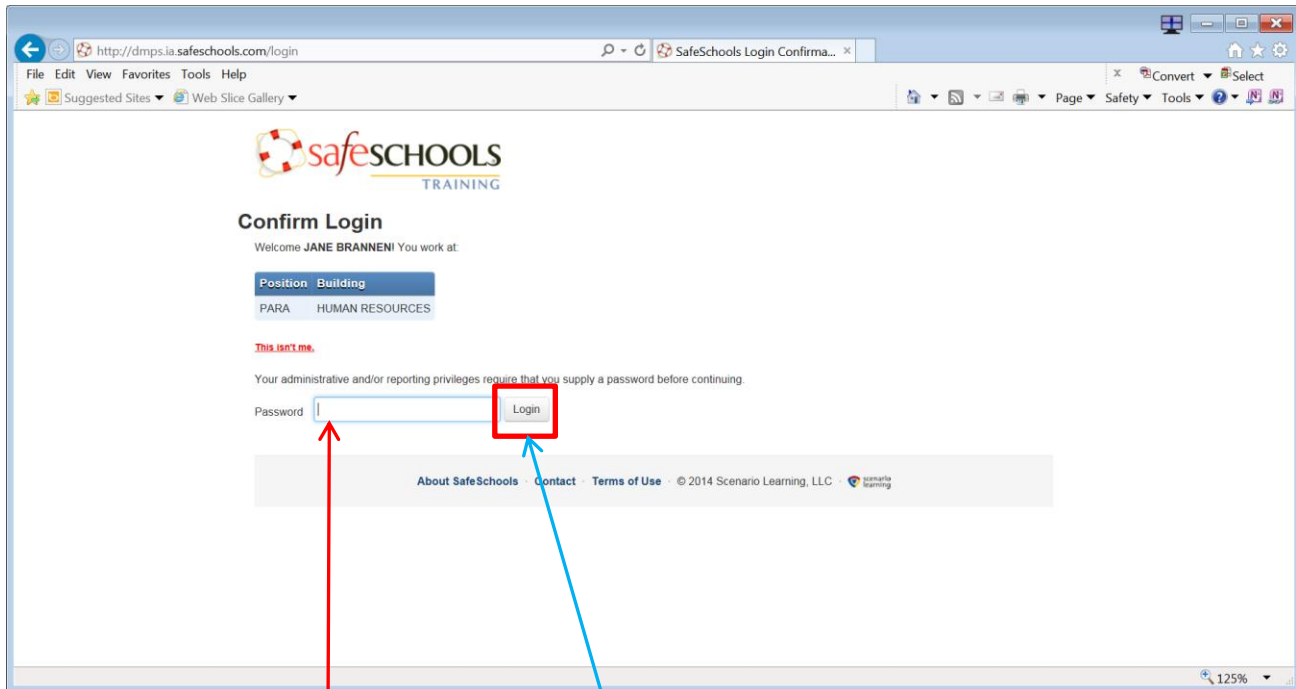 http://dmps.ia.safeschools.com/login
SafeSchools Login Confirma...
File Edit View Favorites Tools Help
Convert Select
Suggested Sites Web Slice Gallery
Page Safety Tools
safeSCHOOLS
TRAINING
Confirm Login
Welcome JANE BRANNEN! You work at:
Position Building
PARA HUMAN RESOURCES
This isn't me.
Your administrative and/or reporting privileges require that you supply a password before continuing.
Password Login
About SafeSchools · Contact · Terms of Use · © 2014 Scenario Learning, LLC · scenario learning
125%